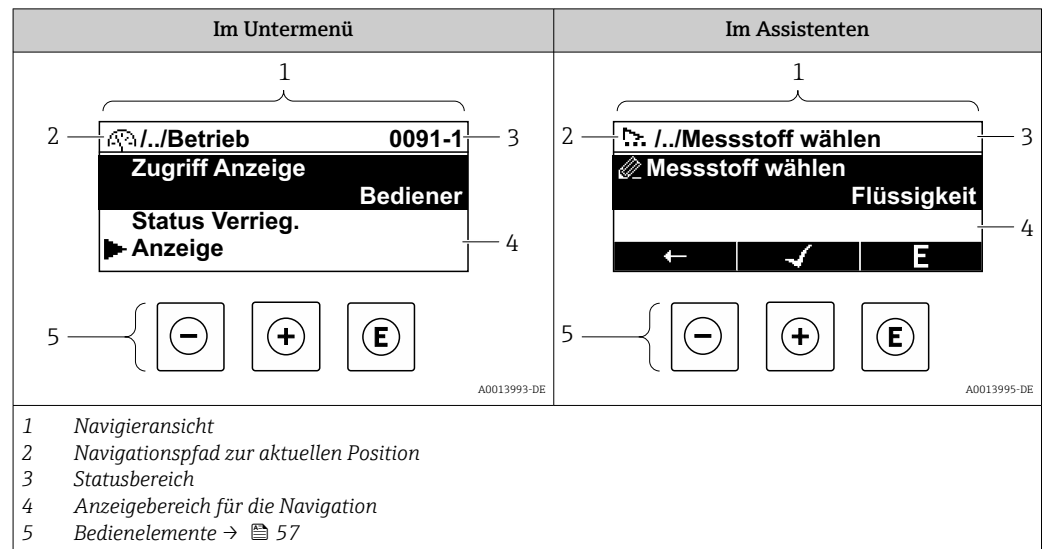 Im Untermenü
Im Assistenten
1
2
/../Betrieb 0091-1
3
Zugriff Anzeige
Bediener
Status Verrieg.
Anzeige
4
5
− + E
A0013993-DE
1
2
/../Messstoff wählen
3
Messstoff wählen
Flüssigkeit
4
← ✓ E
5
− + E
A0013995-DE
1 Navigieransicht
2 Navigationspfad zur aktuellen Position
3 Statusbereich
4 Anzeigebereich für die Navigation
5 Bedienelemente → 57